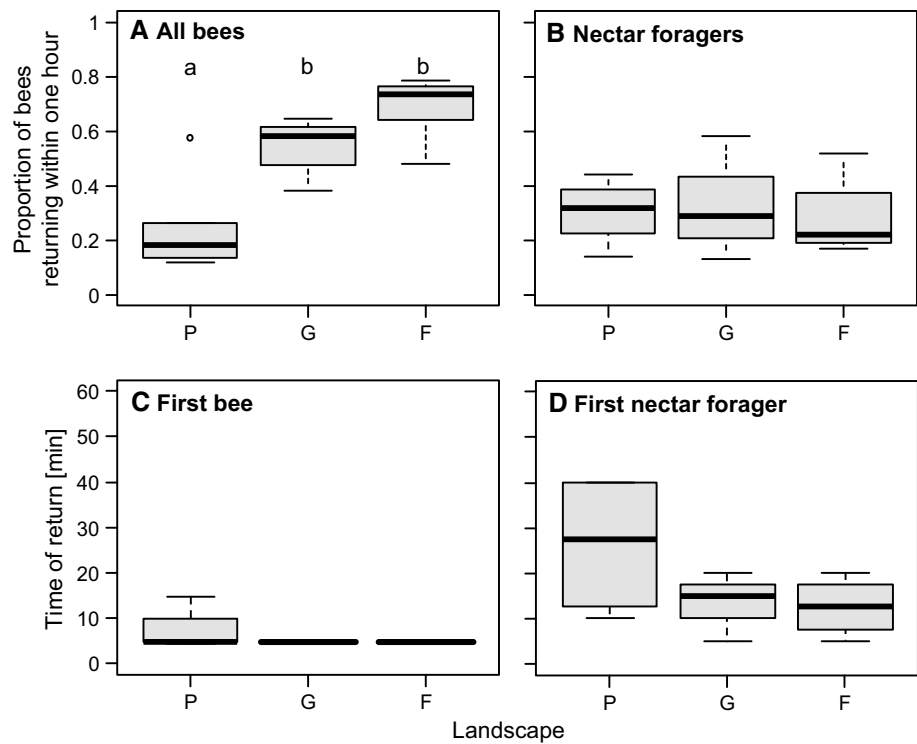 A All bees
B Nectar foragers
Proportion of bees
returning within one hour
1
0.8
0.6
0.4
0.2
0
a
b
b
P
G
F
P
G
F
C First bee
D First nectar forager
Time of return [min]
60
50
40
30
20
10
0
P
G
F
P
G
F
Landscape